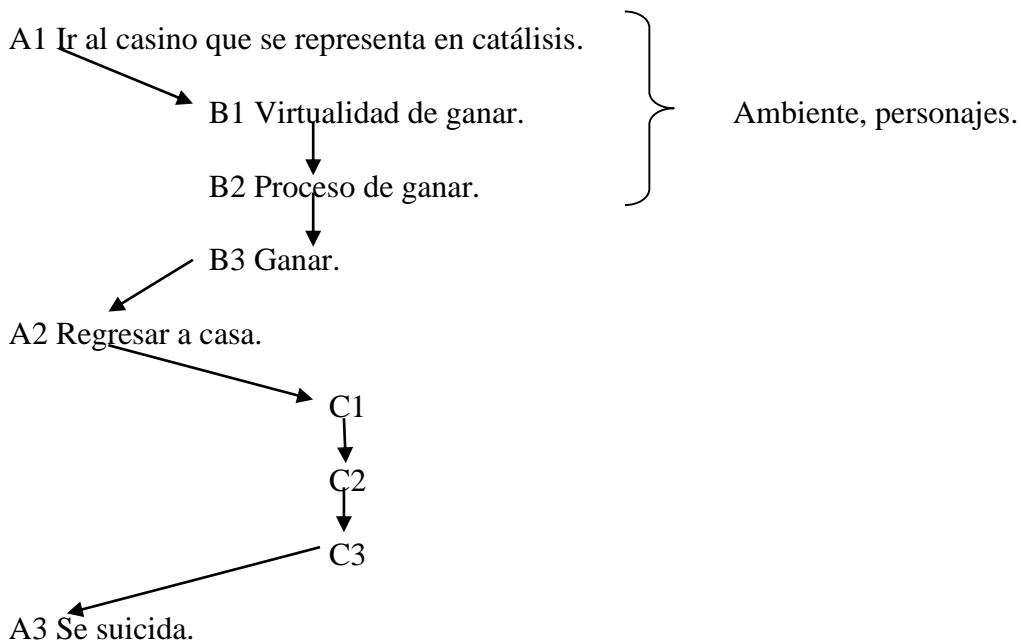 A1 Ir al casino que se representa en catálisis.
B1 Virtualidad de ganar.
Ambiente, personajes.
B2 Proceso de ganar.
B3 Ganar.
A2 Regresar a casa.
C1
C2
C3
A3 Se suicida.